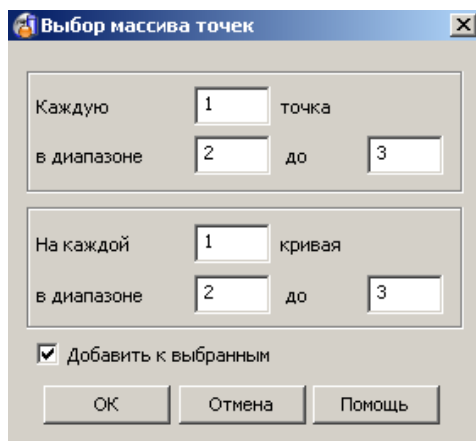 Выбор массива точек
Каждую 1 точка
в диапазоне 2 до 3
На каждой 1 кривая
в диапазоне 2 до 3
Добавить к выбранным
ОК Отмена Помощь